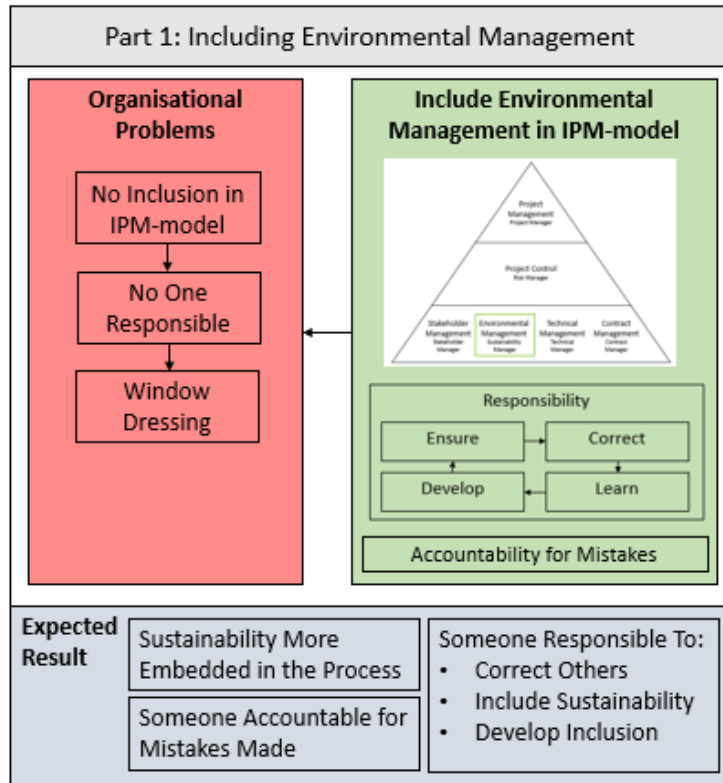 Part 1: Including Environmental Management
Organisational
Problems
No Inclusion in
IPM-model
No One
Responsible
Window
Dressing
Include Environmental
Management in IPM-model
Project
Management
Project Manager
Project Control
Risk Manager
Stakeholder
Management
Stakeholder
Manager
Environmental
Management
Sustainability
Manager
Technical
Management
Technical
Manager
Contract
Management
Contract
Manager
Responsibility
Ensure
Correct
Develop
Learn
Accountability for Mistakes
Expected
Result
Sustainability More
Embedded in the Process
Someone Accountable for
Mistakes Made
Someone Responsible To:
• Correct Others
• Include Sustainability
• Develop Inclusion